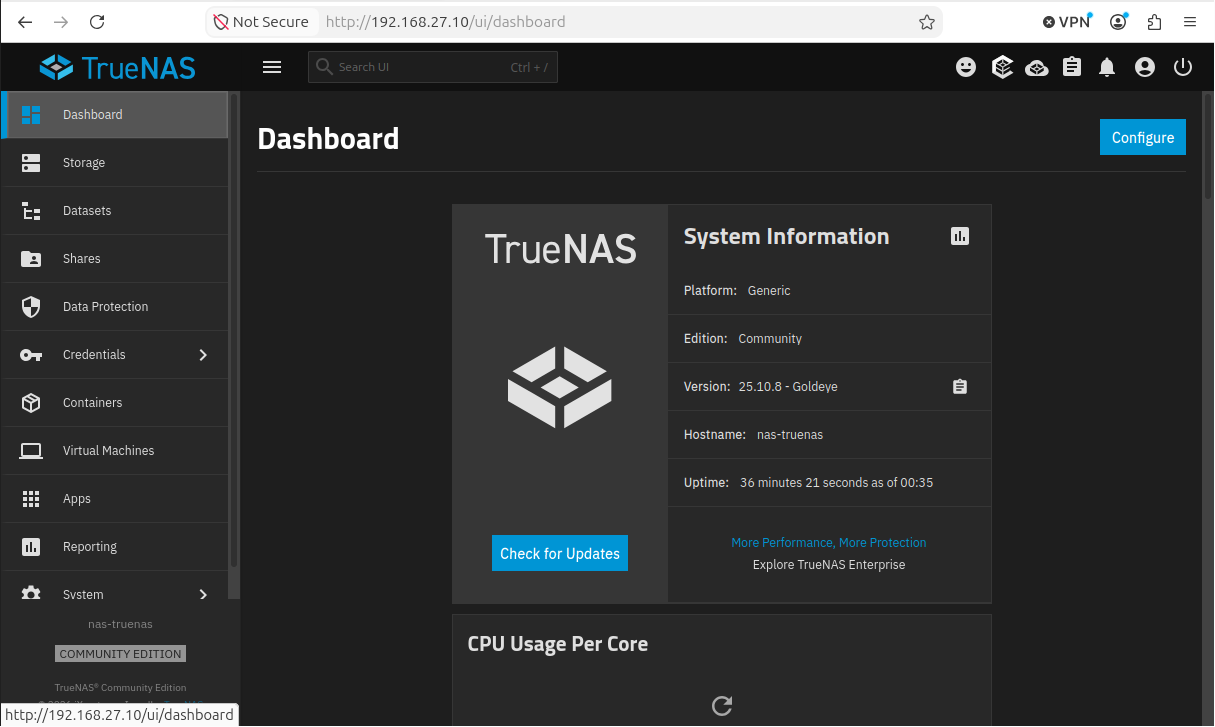 Not Secure http://192.168.27.10/ui/dashboard VPN
TrueNAS Search UI Ctrl + /
Dashboard
Storage
Datasets
Shares
Data Protection
Credentials
Containers
Virtual Machines
Apps
Reporting
System
nas-truenas
COMMUNITY EDITION
TrueNAS® Community Edition
http://192.168.27.10/ui/dashboard
Dashboard
Configure
TrueNAS
Check for Updates
System Information
Platform: Generic
Edition: Community
Version: 25.10.8 - Goldeye
Hostname: nas-truenas
Uptime: 36 minutes 21 seconds as of 00:35
More Performance, More Protection
Explore TrueNAS Enterprise
CPU Usage Per Core